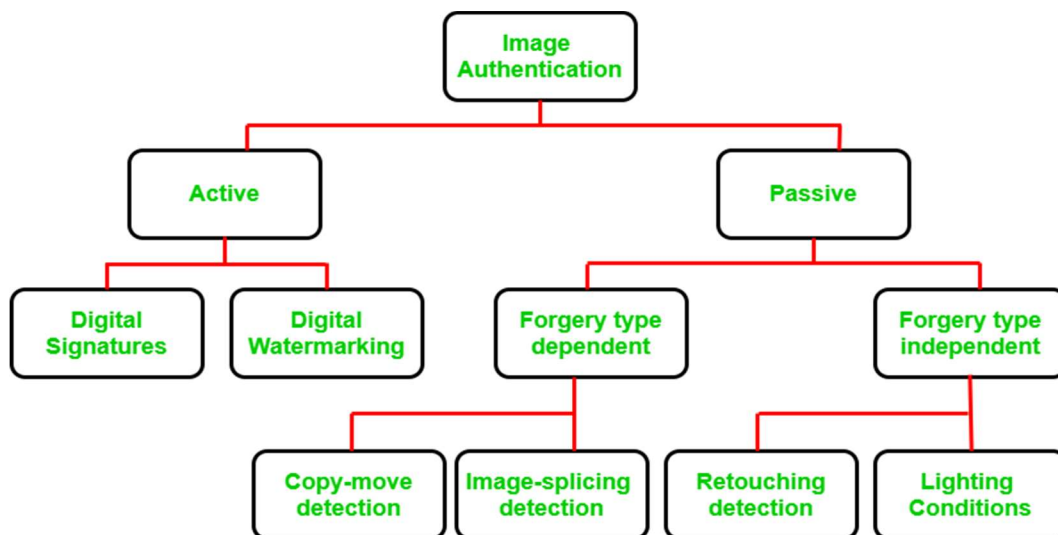 Image
Authentication
Active
Passive
Digital
Signatures
Digital
Watermarking
Forgery type
dependent
Forgery type
independent
Copy-move
detection
Image-splicing
detection
Retouching
detection
Lighting
Conditions